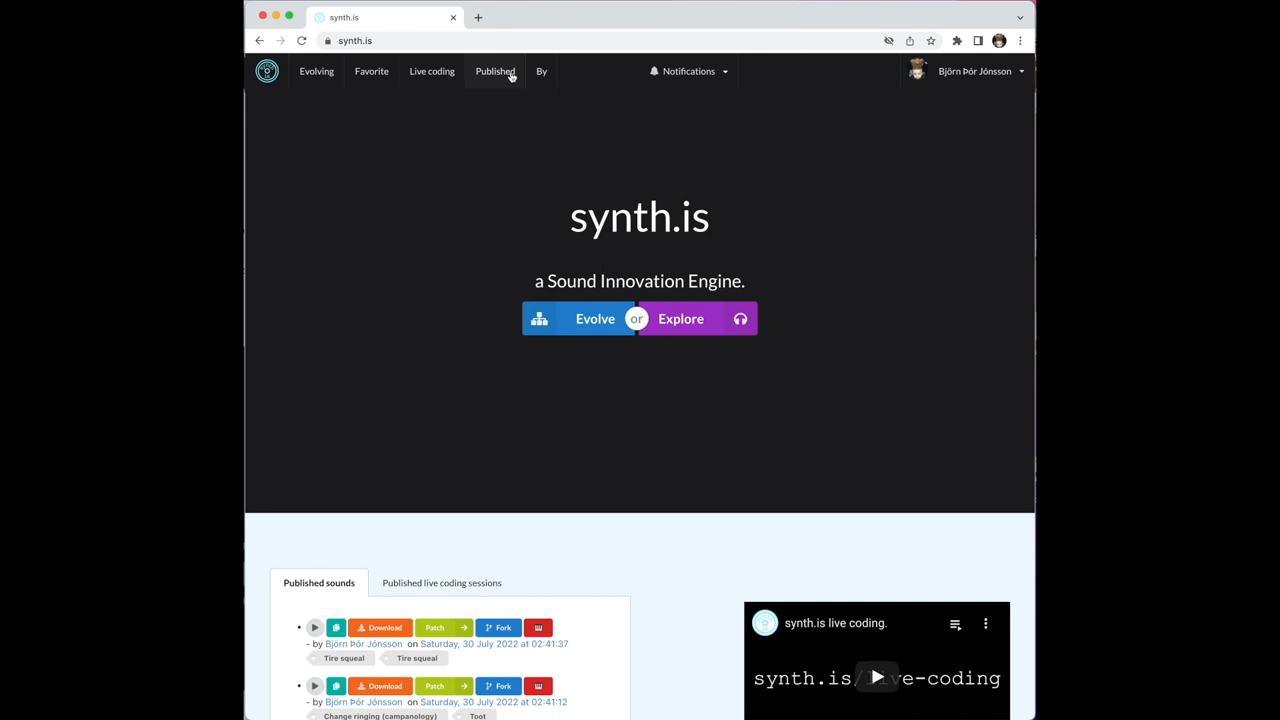 synth.is
synth.is
Evolving Favorite Live coding Published By Notifications Björn Þór Jónsson
synth.is
a Sound Innovation Engine.
Evolve or Explore
Published sounds Published live coding sessions
Download Patch Fork
- by Björn Þór Jónsson on Saturday, 30 July 2022 at 02:41:37
Tire squeal Tire squeal
Download Patch Fork
- by Björn Þór Jónsson on Saturday, 30 July 2022 at 02:41:12
Change ringing (campanology) Toot
synth.is live coding.
synth.is/live-coding